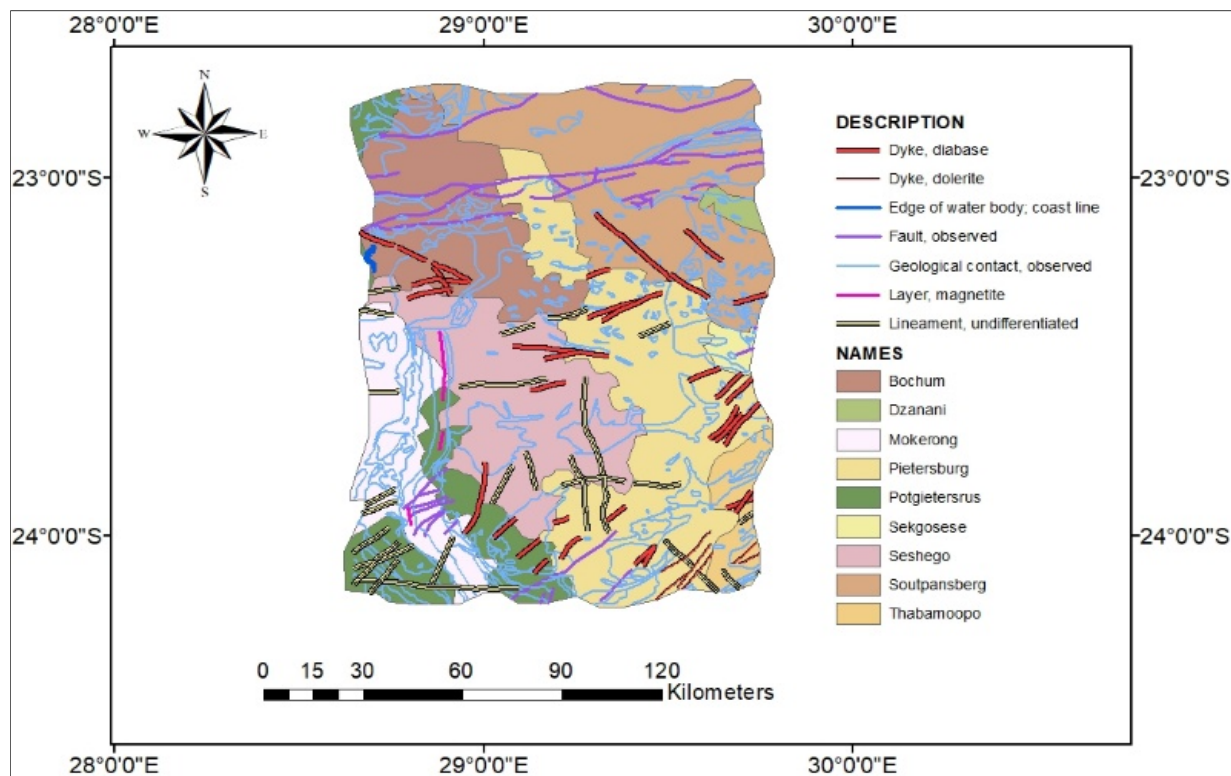 28°0'0"E 29°0'0"E 30°0'0"E
N
W E
S
23°0'0"S 23°0'0"S
24°0'0"S 24°0'0"S
DESCRIPTION
Dyke, diabase
Dyke, dolerite
Edge of water body; coast line
Fault, observed
Geological contact, observed
Layer, magnetite
Lineament, undifferentiated
NAMES
Bochum
Dzanani
Mokerong
Pietersburg
Potgietersrus
Sekgosese
Seshego
Soutpansberg
Thabamoopo
0 15 30 60 90 120
Kilometers
28°0'0"E 29°0'0"E 30°0'0"E